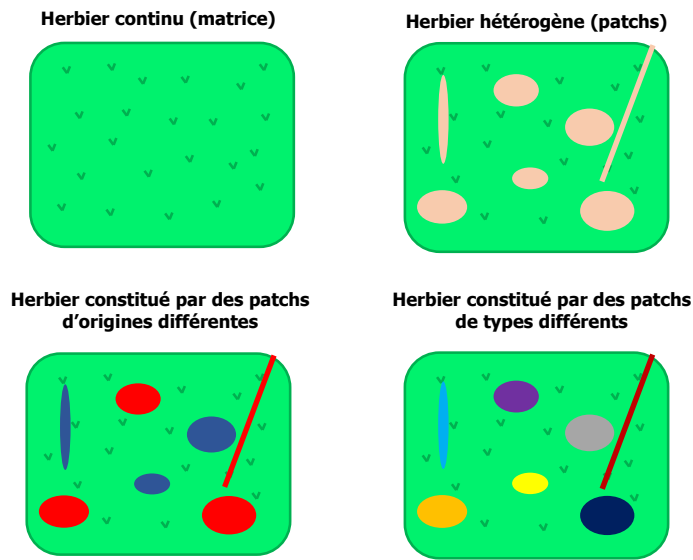 Herbier continu (matrice)
Herbier hétérogène (patchs)
Herbier constitué par des patchs
d’origines différentes
Herbier constitué par des patchs
de types différents